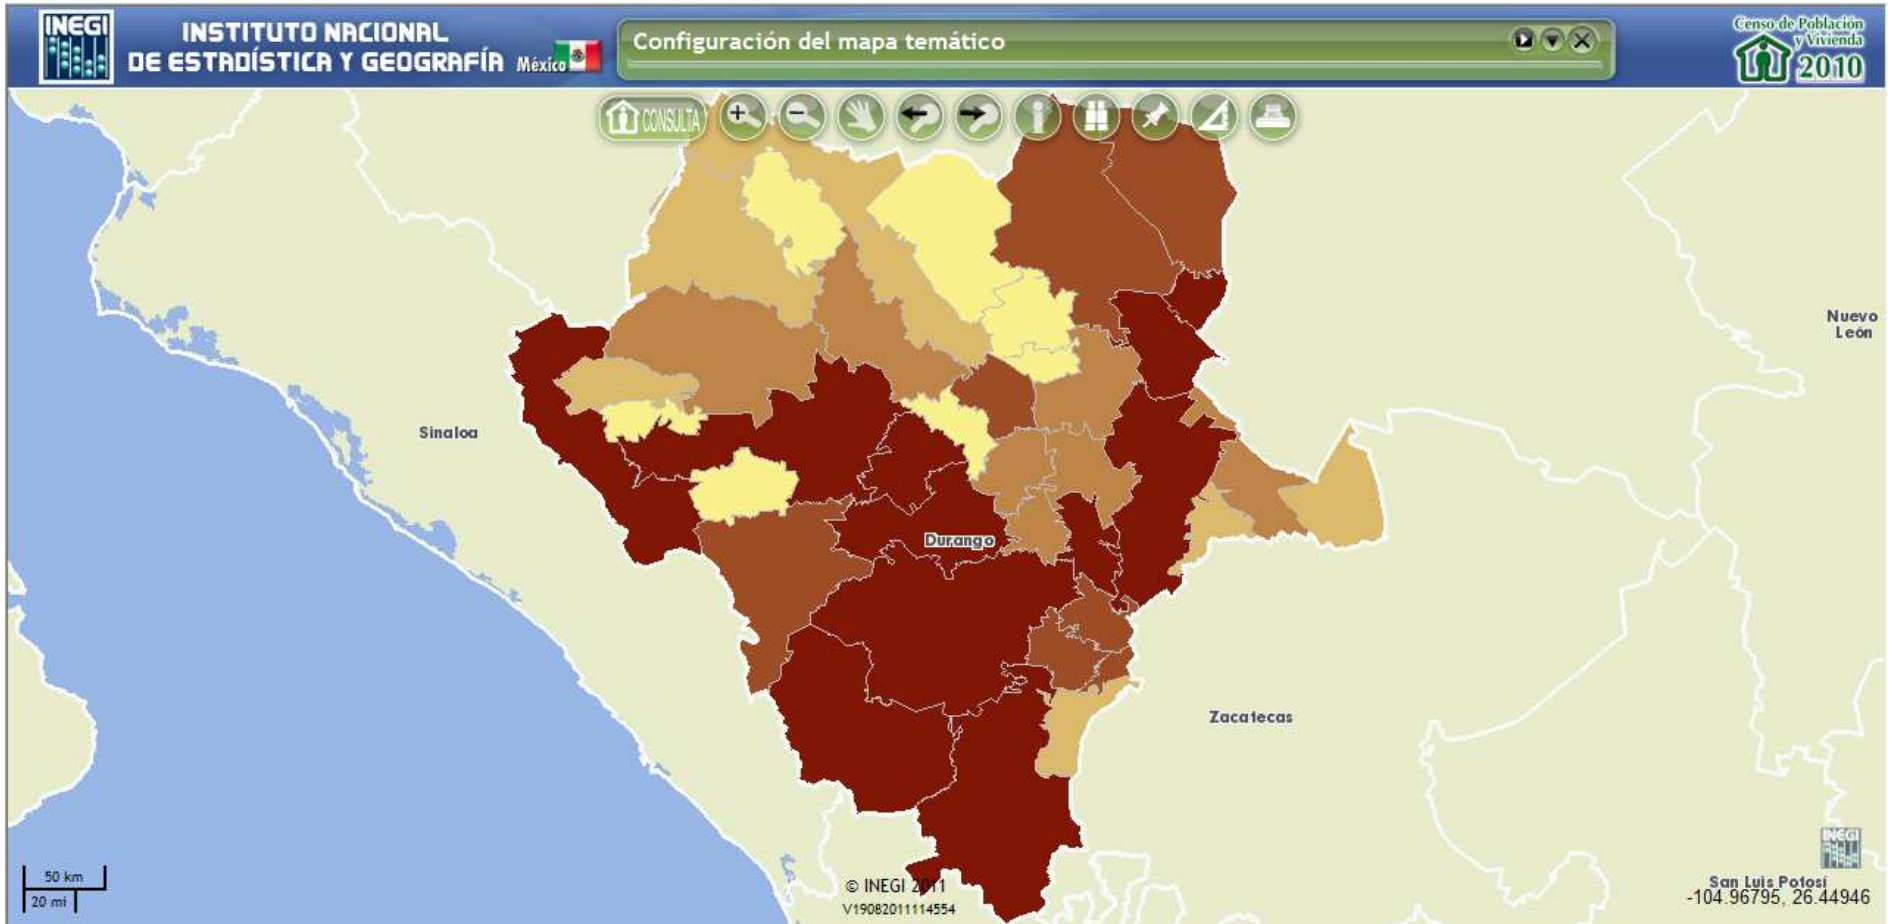 INEGI
INSTITUTO NACIONAL
DE ESTADÍSTICA Y GEOGRAFÍA México
Configuración del mapa temático
Censo de Población
y Vivienda
2010
CONSULTA
Nuevo
León
Sinaloa
Durango
Zacatecas
INEGI
San Luis Potosí
-104.96795, 26.44946
50 km
20 mi
© INEGI 2011
V19082011114554